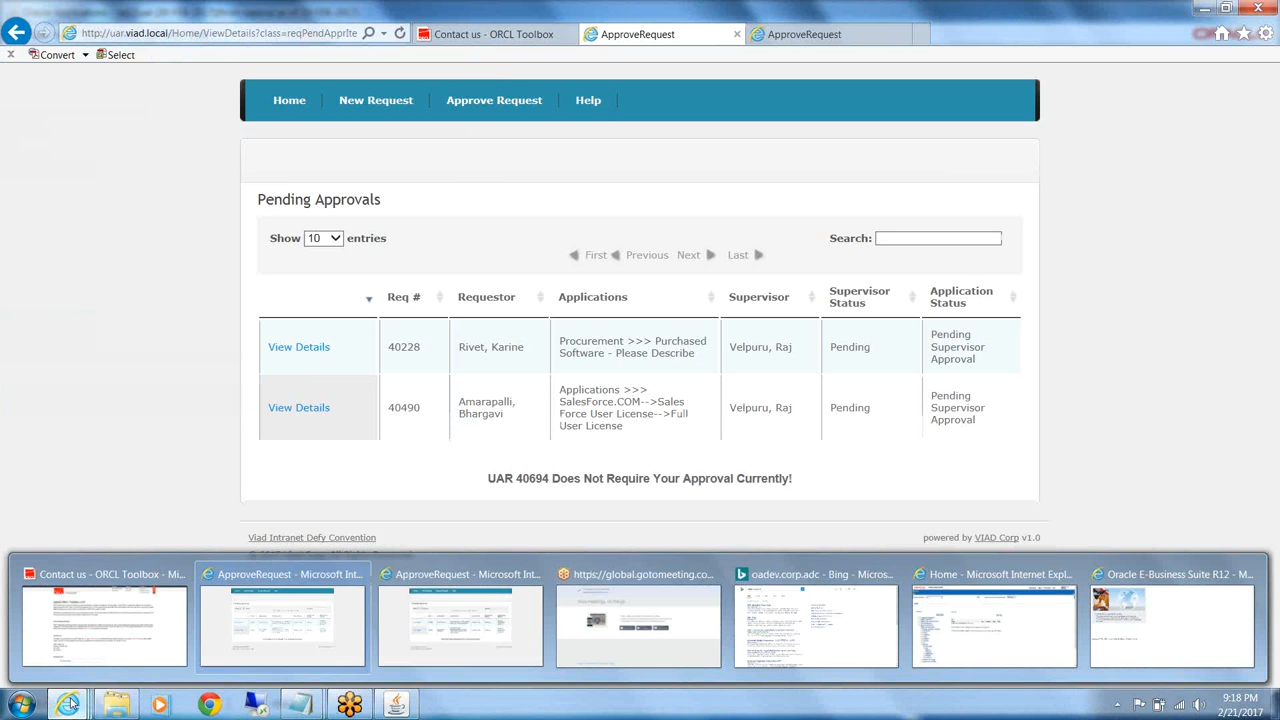 http://uar.viad.local/Home/ViewDetails?class=reqPendApprIte
Contact us - ORCL Toolbox
ApproveRequest
ApproveRequest
Convert
Select
Home
New Request
Approve Request
Help
Pending Approvals
Show 10 entries
Search:
First Previous Next Last
Req # Requestor Applications Supervisor Supervisor Status Application Status
View Details 40228 Rivet, Karine Procurement >>> Purchased Software - Please Describe Velpuru, Raj Pending Pending Supervisor Approval
View Details 40490 Amarapalli, Bhargavi Applications >>> SalesForce.COM-->Sales Force User License-->Full User License Velpuru, Raj Pending Pending Supervisor Approval
UAR 40694 Does Not Require Your Approval Currently!
Viad Intranet Defy Convention
powered by VIAD Corp v1.0
Contact us - ORCL Toolbox - Mi...
ApproveRequest - Microsoft Int...
ApproveRequest - Microsoft Int...
https://global.gotomeeting.co...
oadev.corp.adc - Bing - Micros...
Home - Microsoft Internet Expl...
Oracle E-Business Suite R12 - M...
9:18 PM
2/21/2017